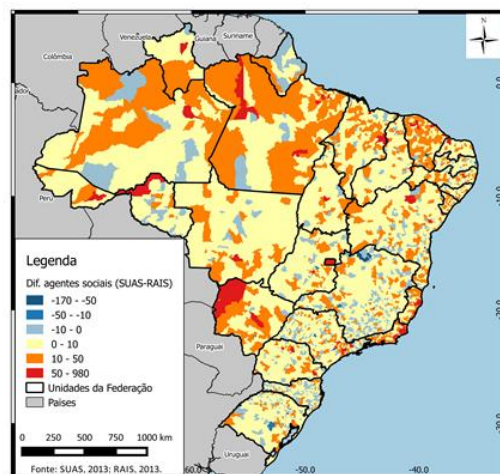 N
Venezuela
Guiana
Suriname
Colômbia
Peru
Legenda
Dif. agentes sociais (SUAS-RAIS)
-170 - -50
-50 - -10
-10 - 0
0 - 10
10 - 50
50 - 980
Unidades da Federação
Paises
Paraguai
Uruguai
0 250 500 1000 km
Fonte: SUAS, 2013; RAIS, 2013.
-50.0
-40.0